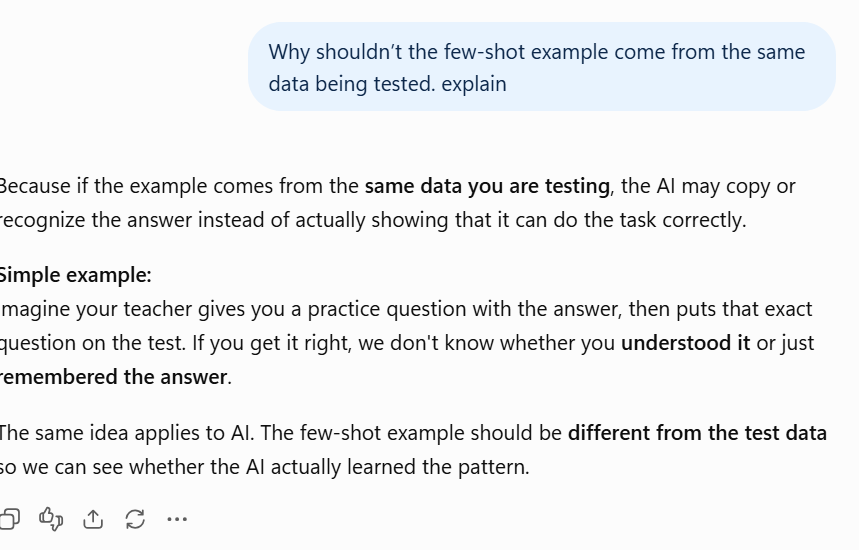 Why shouldn’t the few-shot example come from the same
data being tested. explain
Because if the example comes from the same data you are testing, the AI may copy or
recognize the answer instead of actually showing that it can do the task correctly.
Simple example:
Imagine your teacher gives you a practice question with the answer, then puts that exact
question on the test. If you get it right, we don't know whether you understood it or just
remembered the answer.
The same idea applies to AI. The few-shot example should be different from the test data
so we can see whether the AI actually learned the pattern.